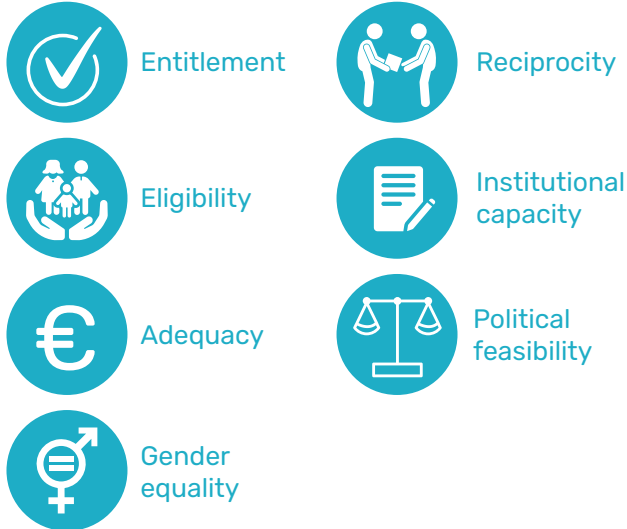 Entitlement
Eligibility
Adequacy
Gender
equality
Reciprocity
Institutional
capacity
Political
feasibility